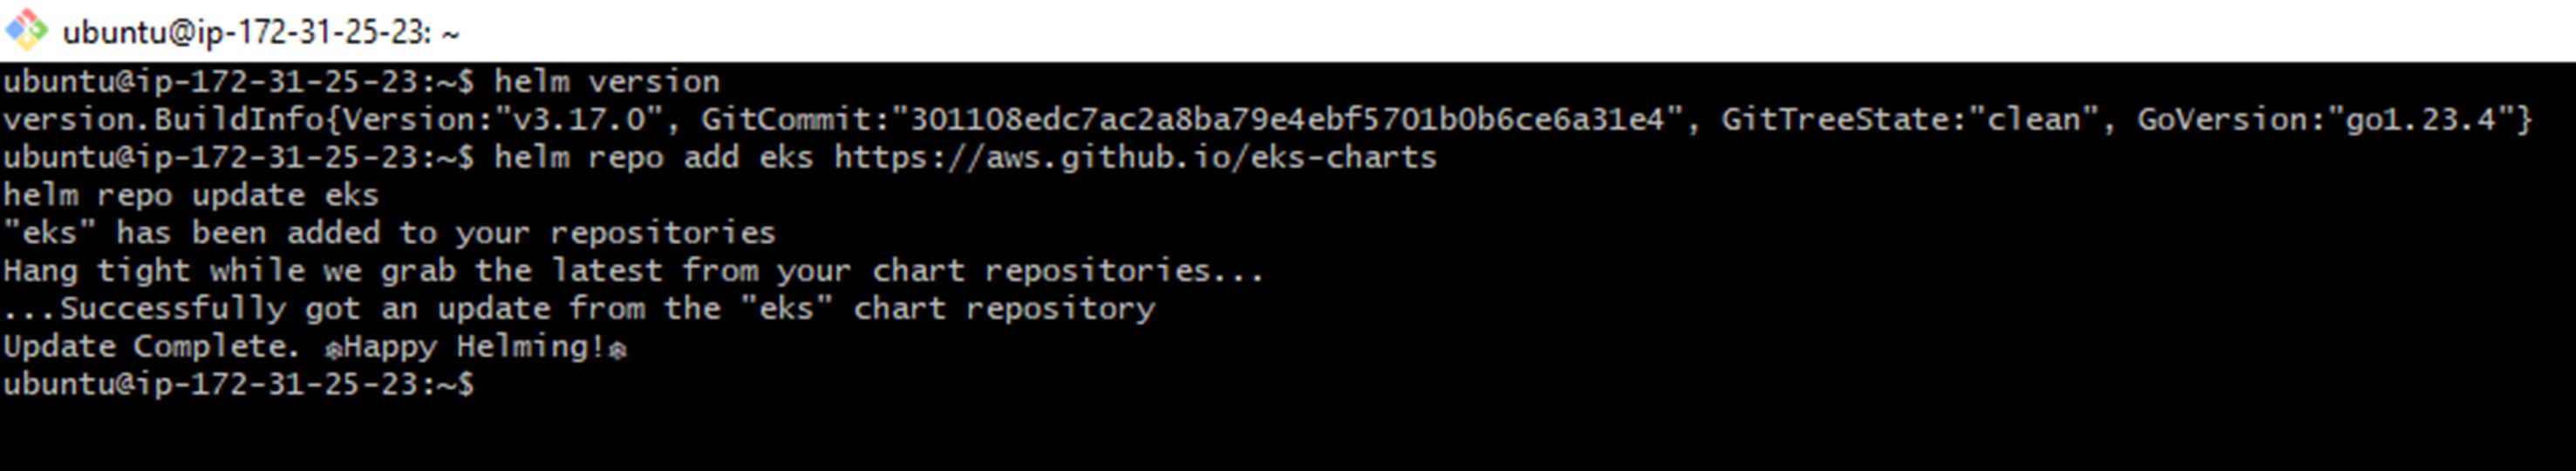 ubuntu@ip-172-31-25-23: ~
ubuntu@ip-172-31-25-23:~$ helm version
version.BuildInfo{Version:"v3.17.0", GitCommit:"301108edc7ac2a8ba79e4ebf5701b0b6ce6a31e4", GitTreeState:"clean", GoVersion:"go1.23.4"}
ubuntu@ip-172-31-25-23:~$ helm repo add eks https://aws.github.io/eks-charts
helm repo update eks
"eks" has been added to your repositories
Hang tight while we grab the latest from your chart repositories...
...Successfully got an update from the "eks" chart repository
Update Complete. ⎈Happy Helming!⎈
ubuntu@ip-172-31-25-23:~$